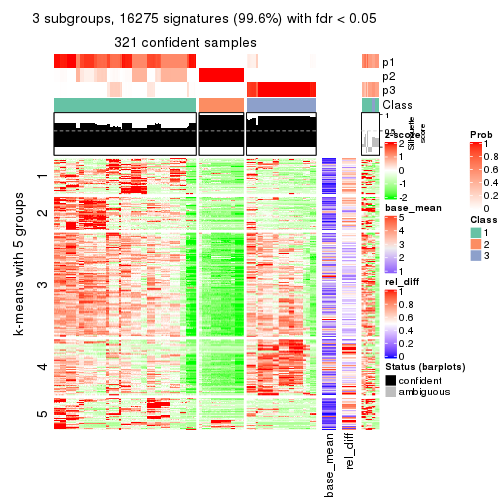 3 subgroups, 16275 signatures (99.6%) with fdr < 0.05
321 confident samples
p1
p2
p3
Class
1
0.5
Silhouette
score
z-score
2
1
0
-1
-2
base_mean
5
4
3
2
1
rel_diff
1
0.8
0.6
0.4
0.2
0
Status (barplots)
confident
ambiguous
Prob
1
0.8
0.6
0.4
0.2
0
Class
1
2
3
k-means with 5 groups
1
2
3
4
5
base_mean
rel_diff